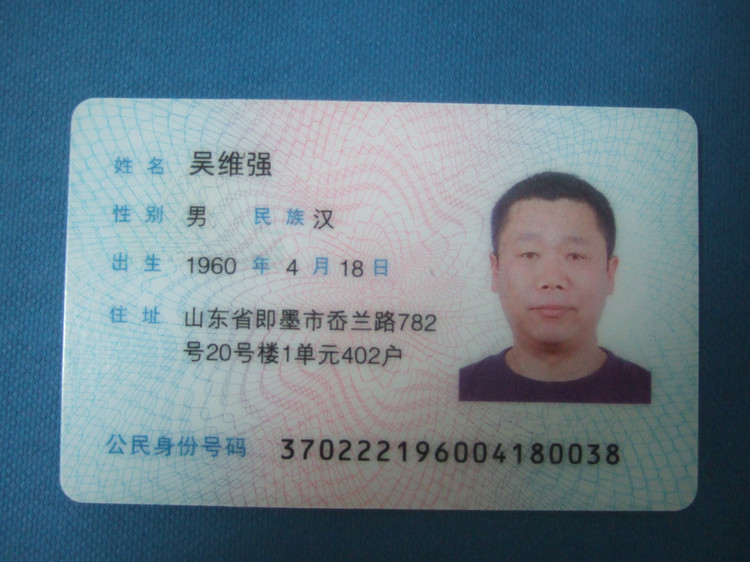 姓名 吴维强
性别 男 民族 汉
出生 1960 年 4 月 18 日
住址 山东省即墨市岙兰路782
号20号楼1单元402户
公民身份号码 370222196004180038